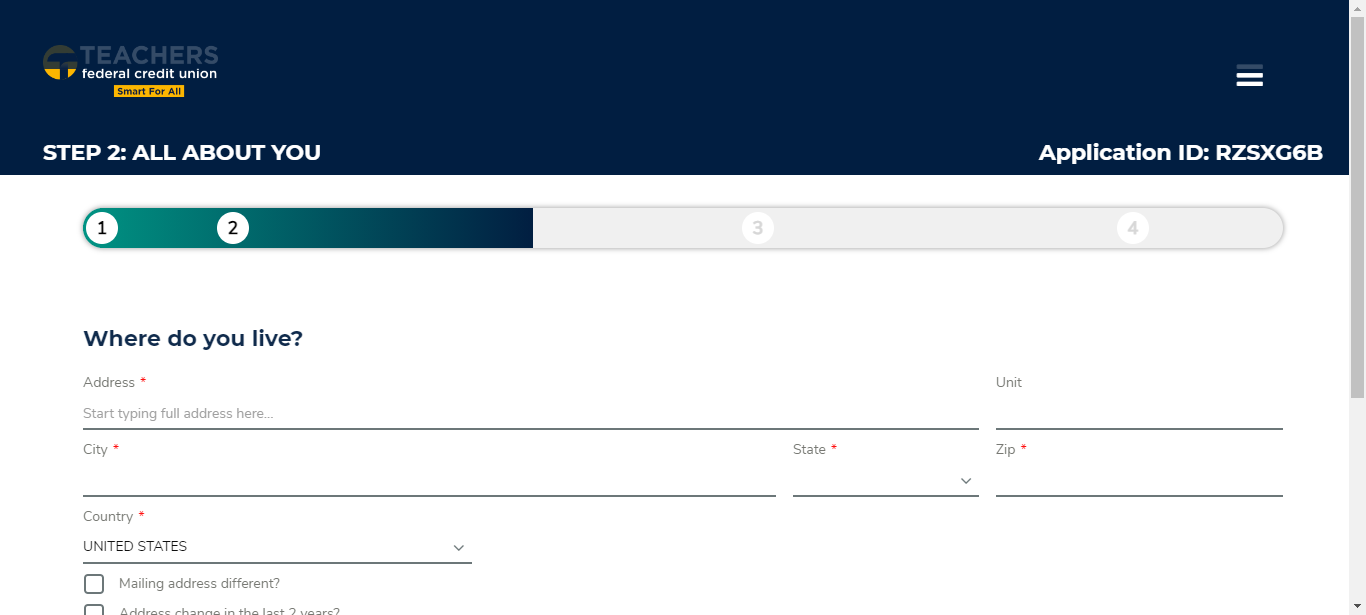 TEACHERS
federal credit union
Smart For All
STEP 2: ALL ABOUT YOU
Application ID: RZSXG6B
1
2
3
4
Where do you live?
Address *
Unit
Start typing full address here...
City *
State *
Zip *
Country *
UNITED STATES
Mailing address different?
Address change in the last 2 years?